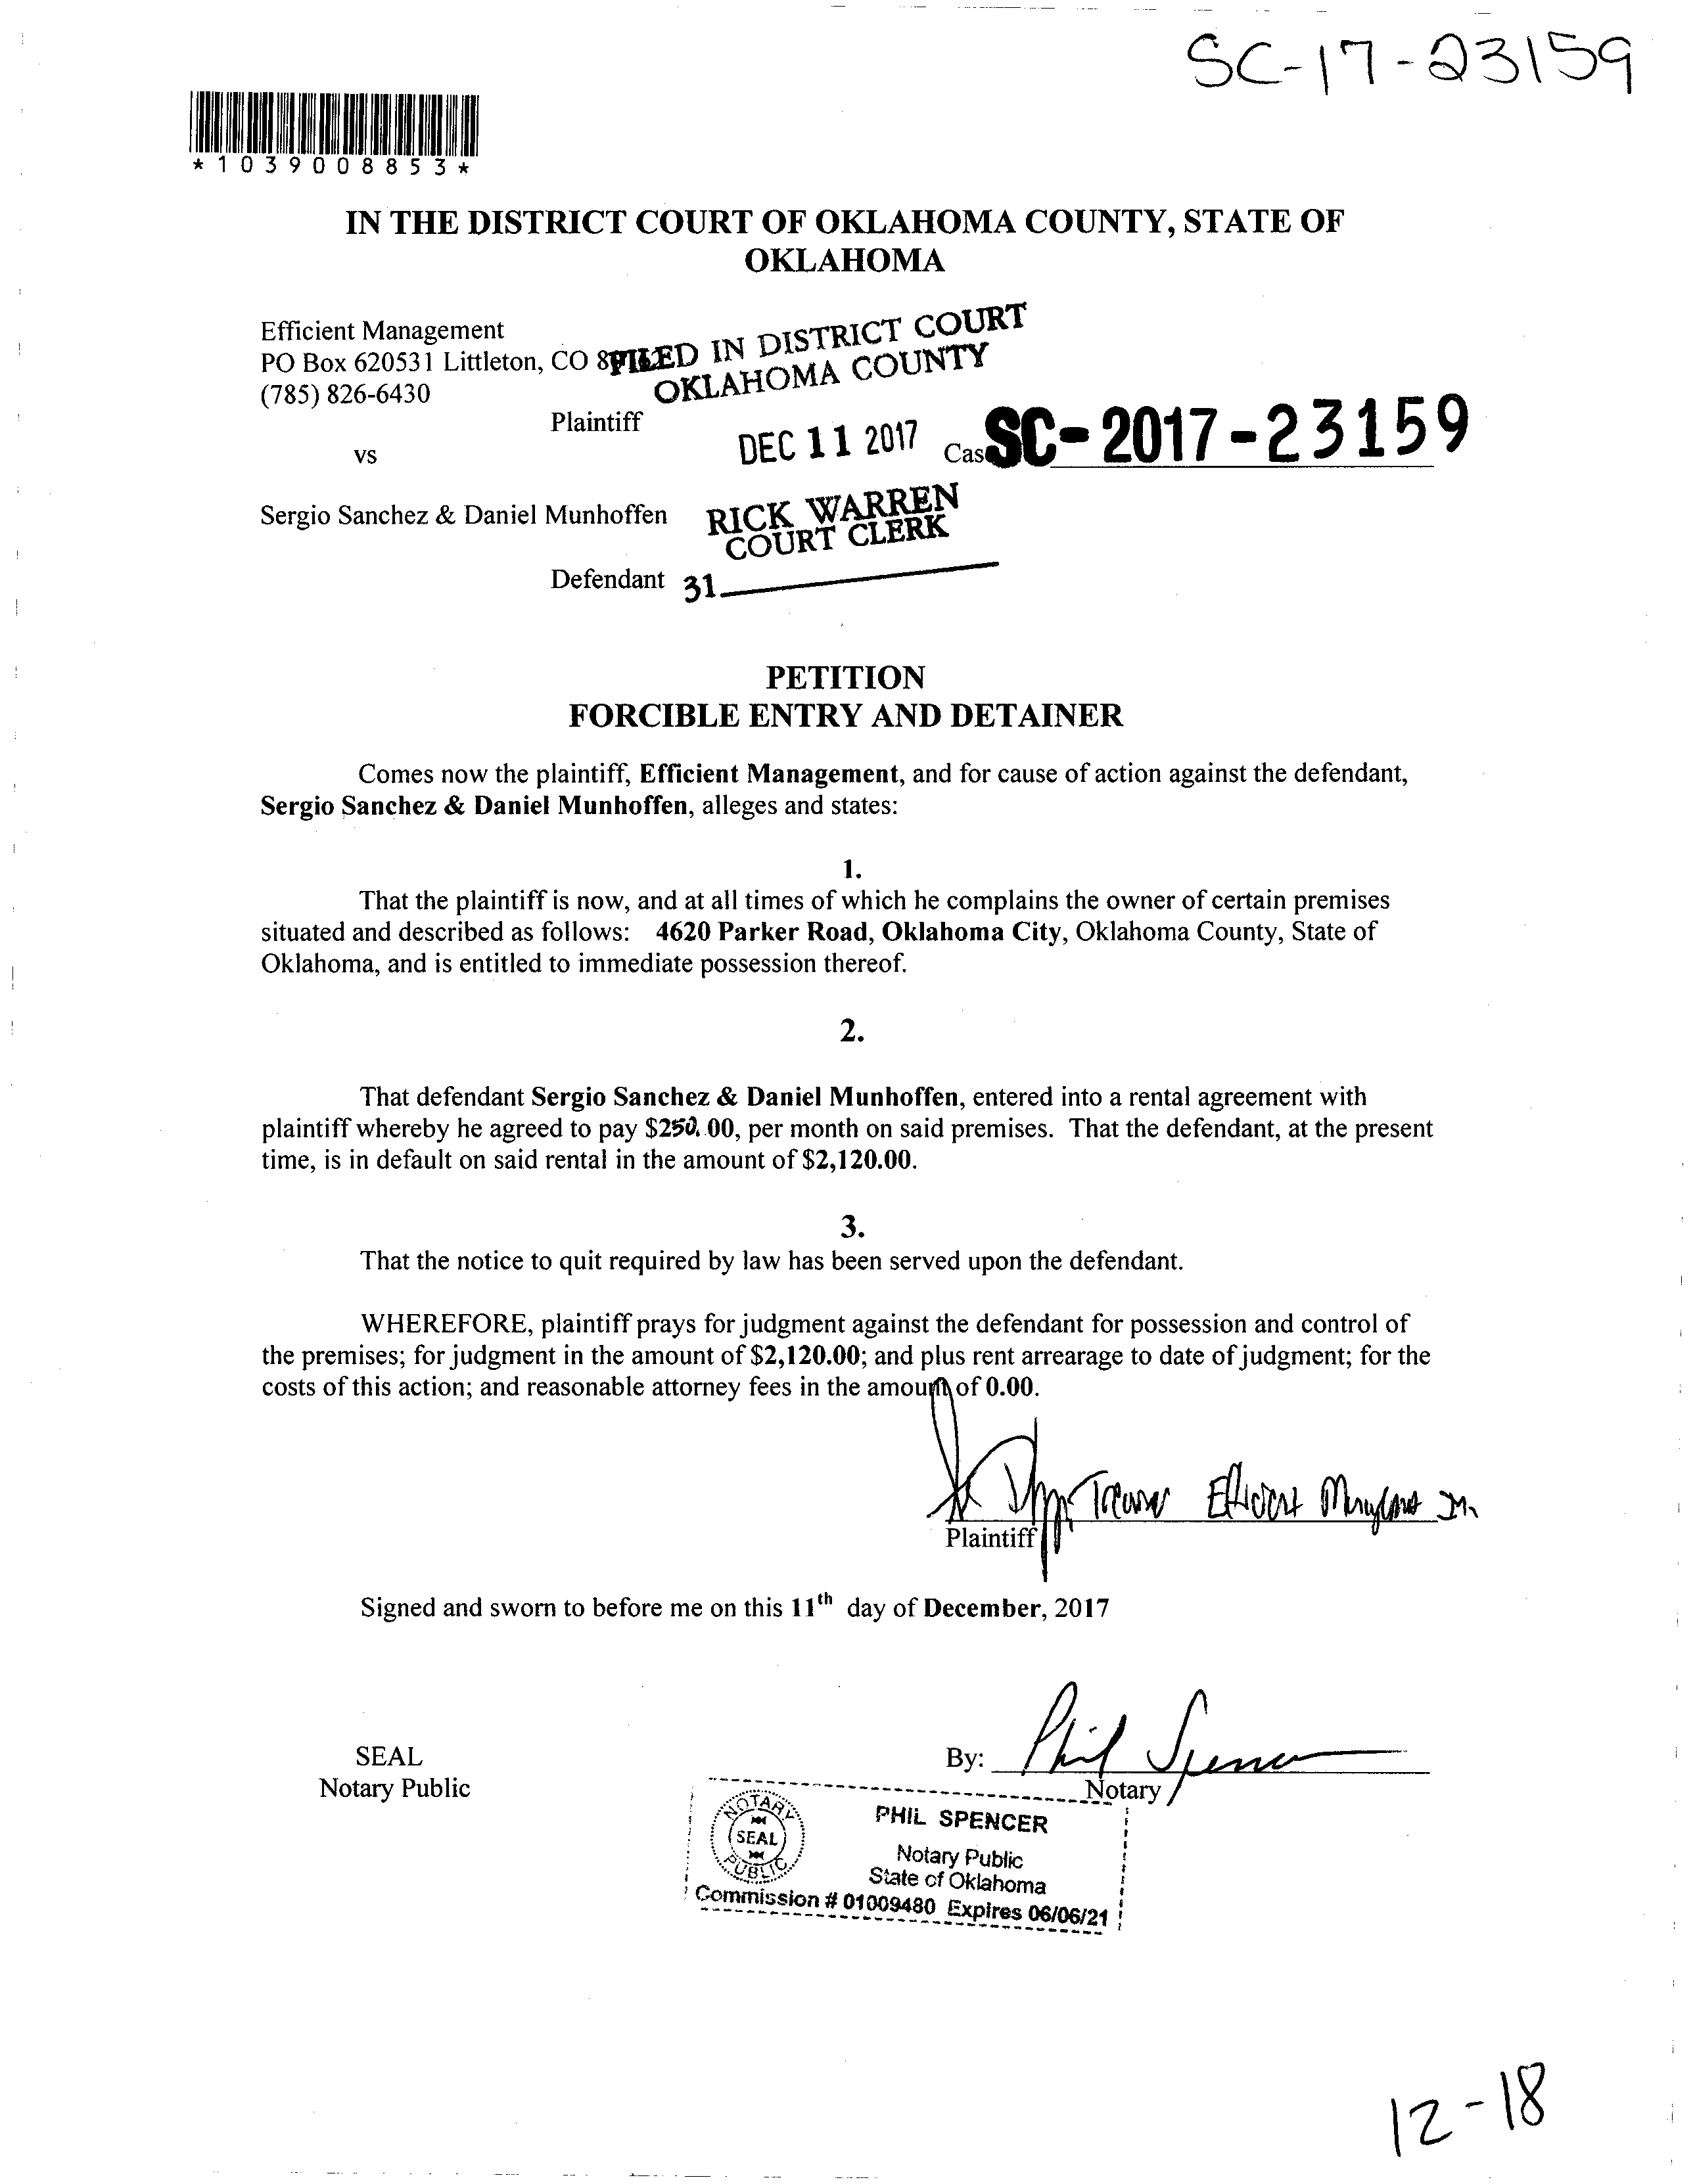 SC-17-23159
*1039008853*
IN THE DISTRICT COURT OF OKLAHOMA COUNTY, STATE OF
OKLAHOMA
Efficient Management
PO Box 620531 Littleton, CO
FILED IN DISTRICT COURT
OKLAHOMA COUNTY
(785) 826-6430
Plaintiff
DEC 11 2017
Cas SC-2017-23159
vs
Sergio Sanchez & Daniel Munhoffen
RICK WARREN
COURT CLERK
Defendant
31
PETITION
FORCIBLE ENTRY AND DETAINER
Comes now the plaintiff, Efficient Management, and for cause of action against the defendant,
Sergio Sanchez & Daniel Munhoffen, alleges and states:
1.
That the plaintiff is now, and at all times of which he complains the owner of certain premises
situated and described as follows: 4620 Parker Road, Oklahoma City, Oklahoma County, State of
Oklahoma, and is entitled to immediate possession thereof.
2.
That defendant Sergio Sanchez & Daniel Munhoffen, entered into a rental agreement with
plaintiff whereby he agreed to pay $250.00, per month on said premises. That the defendant, at the present
time, is in default on said rental in the amount of $2,120.00.
3.
That the notice to quit required by law has been served upon the defendant.
WHEREFORE, plaintiff prays for judgment against the defendant for possession and control of
the premises; for judgment in the amount of $2,120.00; and plus rent arrearage to date of judgment; for the
costs of this action; and reasonable attorney fees in the amount of 0.00.
Plaintiff
Signed and sworn to before me on this 11th day of December, 2017
SEAL
Notary Public
By: Phil Spencer
Notary
NOTARY
SEAL
PUBLIC
PHIL SPENCER
Notary Public
State of Oklahoma
Commission # 01009480 Expires 06/06/21
12-18